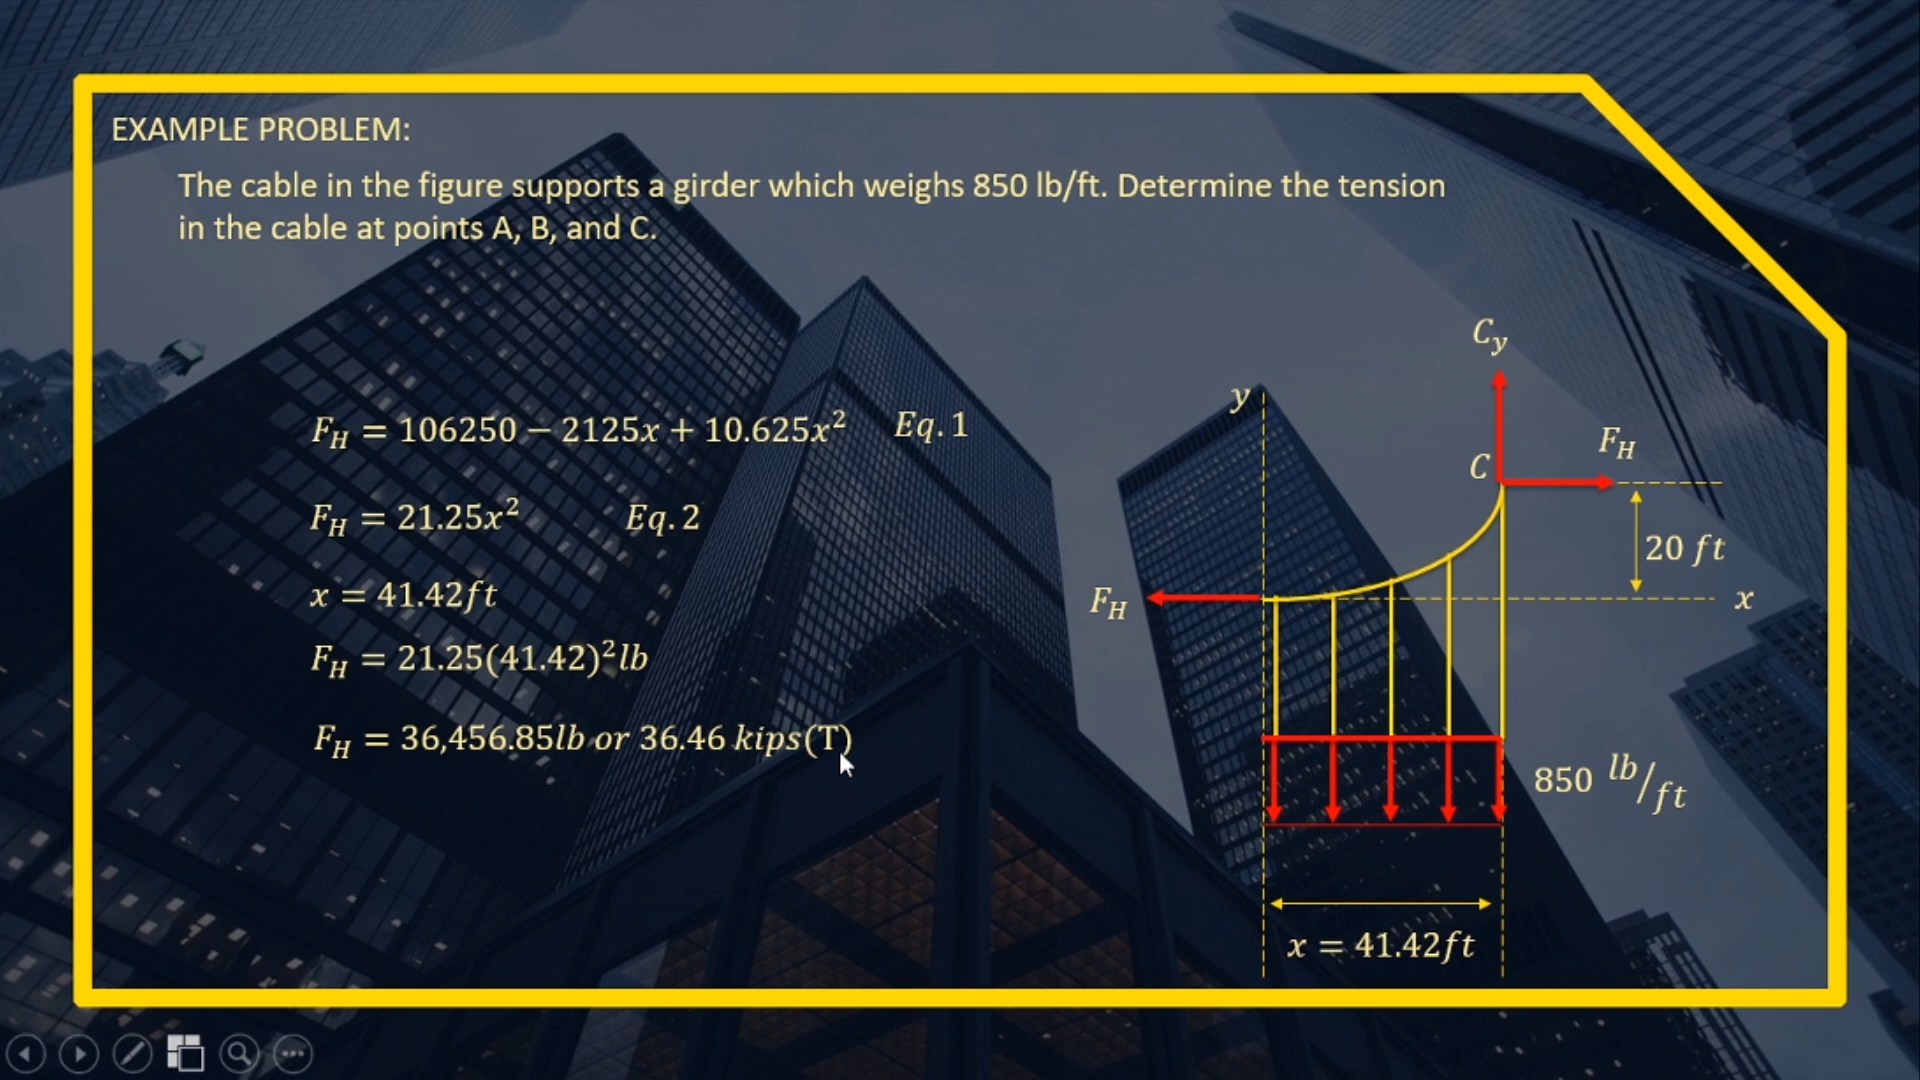 EXAMPLE PROBLEM:
The cable in the figure supports a girder which weighs 850 lb/ft. Determine the tension
in the cable at points A, B, and C.
F_H = 106250 − 2125x + 10.625x² Eq. 1
F_H = 21.25x² Eq. 2
x = 41.42ft
F_H = 21.25(41.42)²lb
F_H = 36,456.85lb or 36.46 kips(T)
C_y
y
F_H
C
20 ft
F_H
x
850 lb/ft
x = 41.42ft